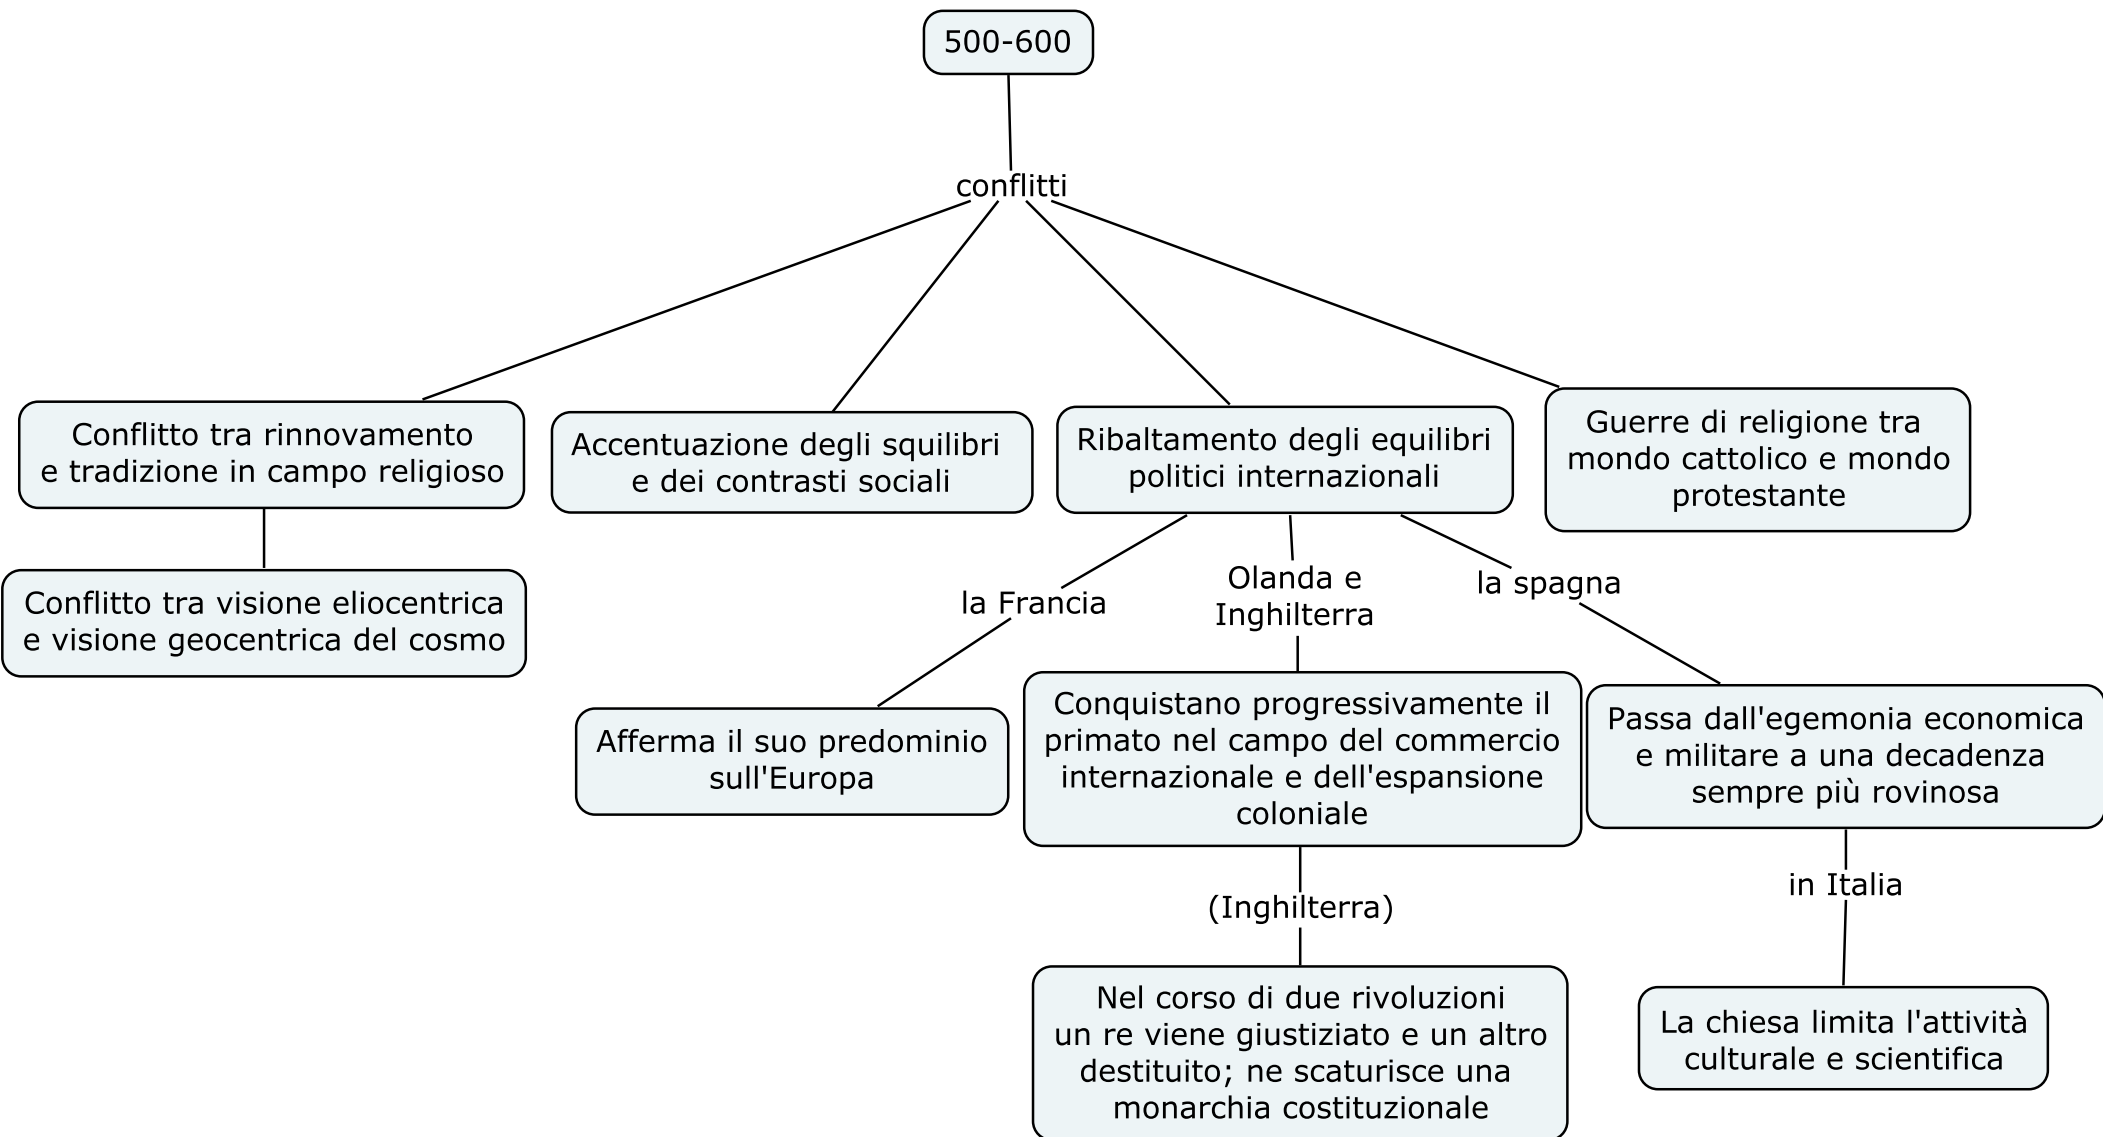 500-600
conflitti
Conflitto tra rinnovamento
e tradizione in campo religioso
Accentuazione degli squilibri
e dei contrasti sociali
Ribaltamento degli equilibri
politici internazionali
Guerre di religione tra
mondo cattolico e mondo
protestante
Conflitto tra visione eliocentrica
e visione geocentrica del cosmo
la Francia
Olanda e
Inghilterra
la spagna
Afferma il suo predominio
sull'Europa
Conquistano progressivamente il
primato nel campo del commercio
internazionale e dell'espansione
coloniale
Passa dall'egemonia economica
e militare a una decadenza
sempre più rovinosa
(Inghilterra)
in Italia
Nel corso di due rivoluzioni
un re viene giustiziato e un altro
destituito; ne scaturisce una
monarchia costituzionale
La chiesa limita l'attività
culturale e scientifica